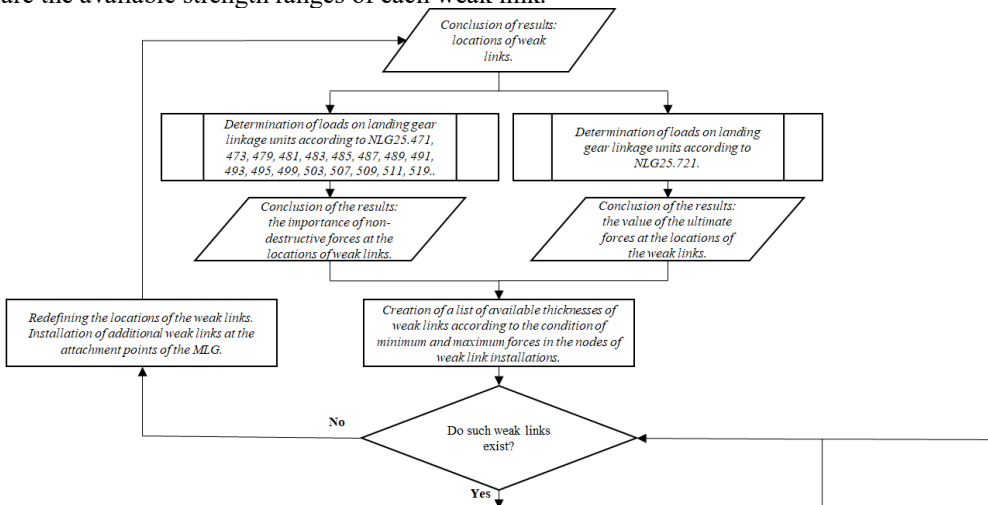 are the available strength ranges of each weak link.
Conclusion of results:
locations of weak
links.
Determination of loads on landing gear
linkage units according to NLG25.471,
473, 479, 481, 483, 485, 487, 489, 491,
493, 495, 499, 503, 507, 509, 511, 519..
Determination of loads on landing
gear linkage units according to
NLG25.721.
Conclusion of the results:
the importance of non-
destructive forces at the
locations of weak links.
Conclusion of the results:
the value of the ultimate
forces at the locations of
the weak links.
Redefining the locations of the weak links.
Installation of additional weak links at the
attachment points of the MLG.
Creation of a list of available thicknesses of
weak links according to the condition of
minimum and maximum forces in the nodes of
weak link installations.
No
Do such weak links
exist?
Yes